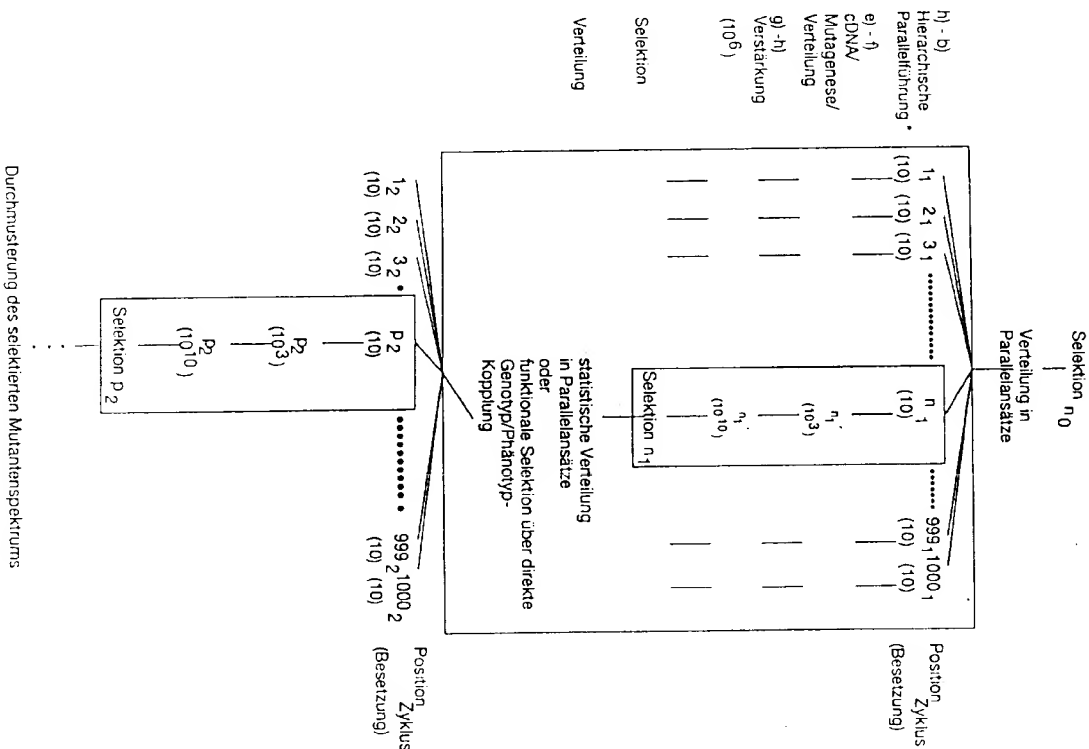 Selektion n0
Verteilung in
Parallelansätze
h) - b)
Hierarchische
Parallelführung *
Position
Zyklus
(Besetzung)
1₁ 2₁ 3₁ ........ n₁ ....... 999₁ 1000₁
(10) (10) (10) (10) (10) (10)
e) - f)
cDNA/
Mutagenese/
Verteilung
n₁.
(10³)
g) -h)
Verstärkung
(10⁶)
n₁.
(10¹⁰)
Selektion
Selektion n₁
Verteilung
statistische Verteilung
in Parallelansätze
oder
funktionale Selektion über direkte
Genotyp/Phänotyp-
Kopplung
Position
Zyklus
(Besetzung)
1₂ 2₂ 3₂ • p₂ ••••••••• 999₂ 1000₂
(10) (10) (10) (10) (10) (10)
p₂
(10³)
p₂
(10¹⁰)
Selektion p₂
. . .
Durchmusterung des selektierten Mutantenspektrums